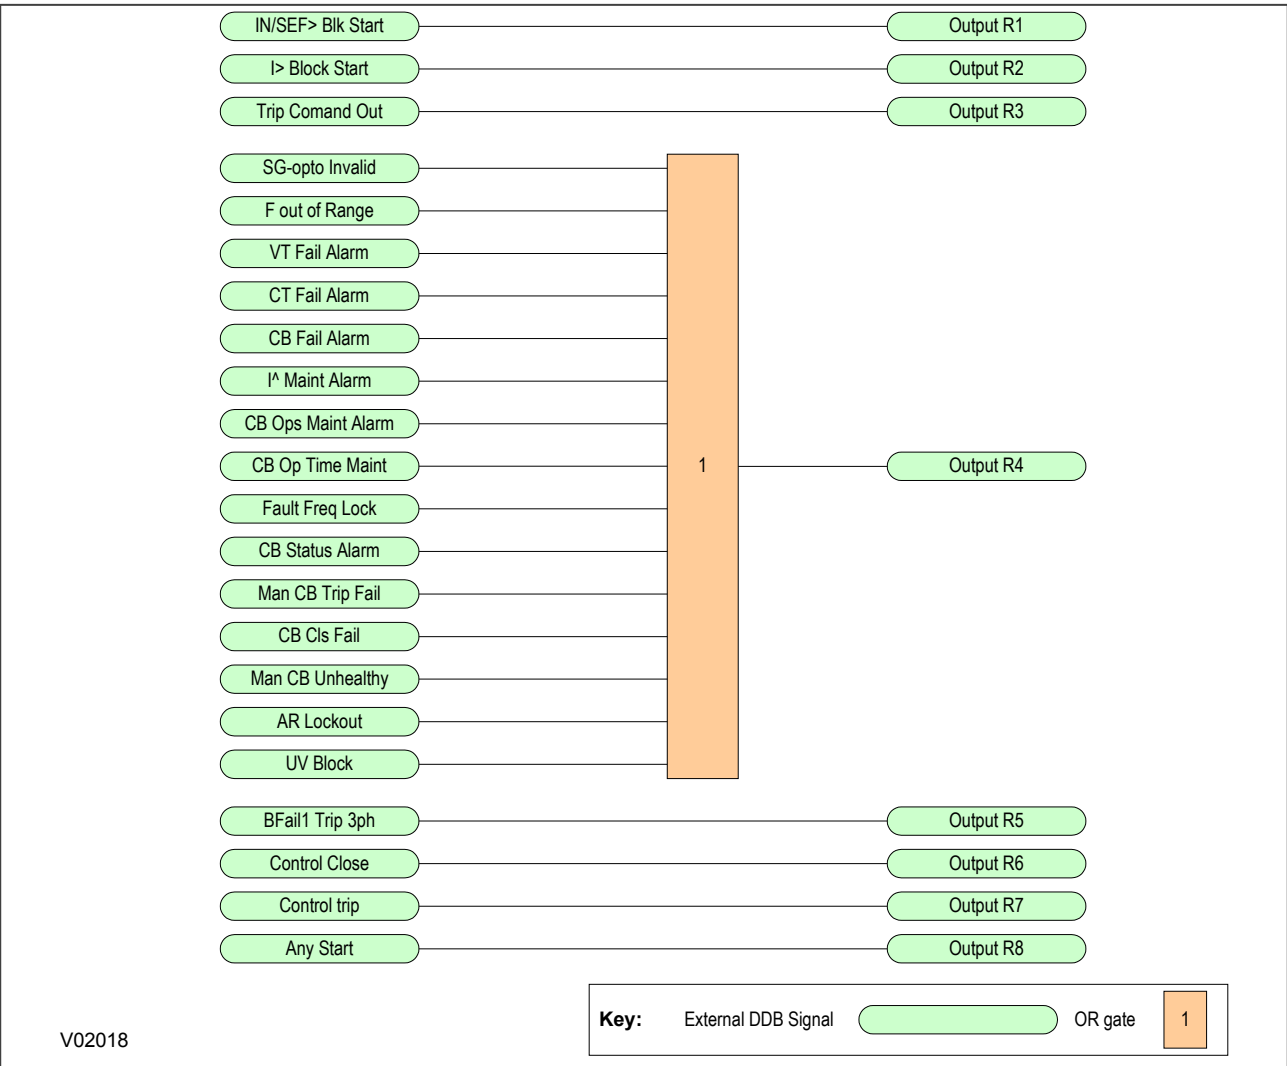 IN/SEF> Blk Start Output R1
I> Block Start Output R2
Trip Comand Out Output R3
SG-opto Invalid
F out of Range
VT Fail Alarm
CT Fail Alarm
CB Fail Alarm
I^ Maint Alarm
CB Ops Maint Alarm
CB Op Time Maint 1 Output R4
Fault Freq Lock
CB Status Alarm
Man CB Trip Fail
CB Cls Fail
Man CB Unhealthy
AR Lockout
UV Block
BFail1 Trip 3ph Output R5
Control Close Output R6
Control trip Output R7
Any Start Output R8
Key: External DDB Signal OR gate 1
V02018